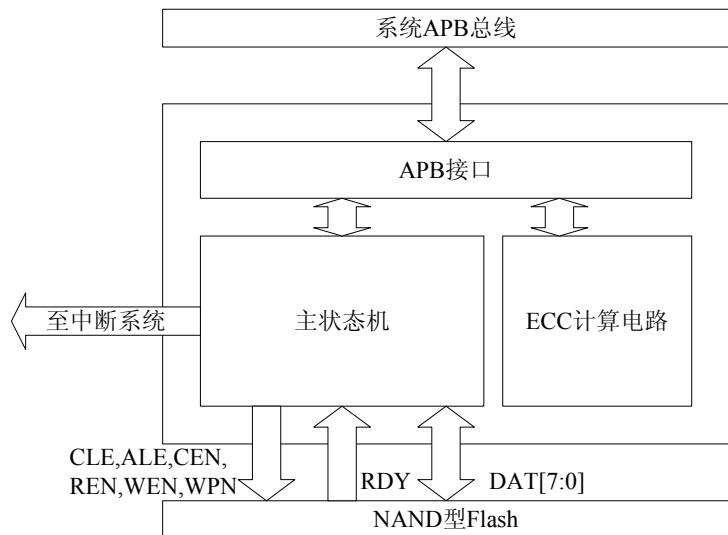 系统APB总线
APB接口
至中断系统
主状态机
ECC计算电路
CLE,ALE,CEN,
REN,WEN,WPN
RDY
DAT[7:0]
NAND型Flash